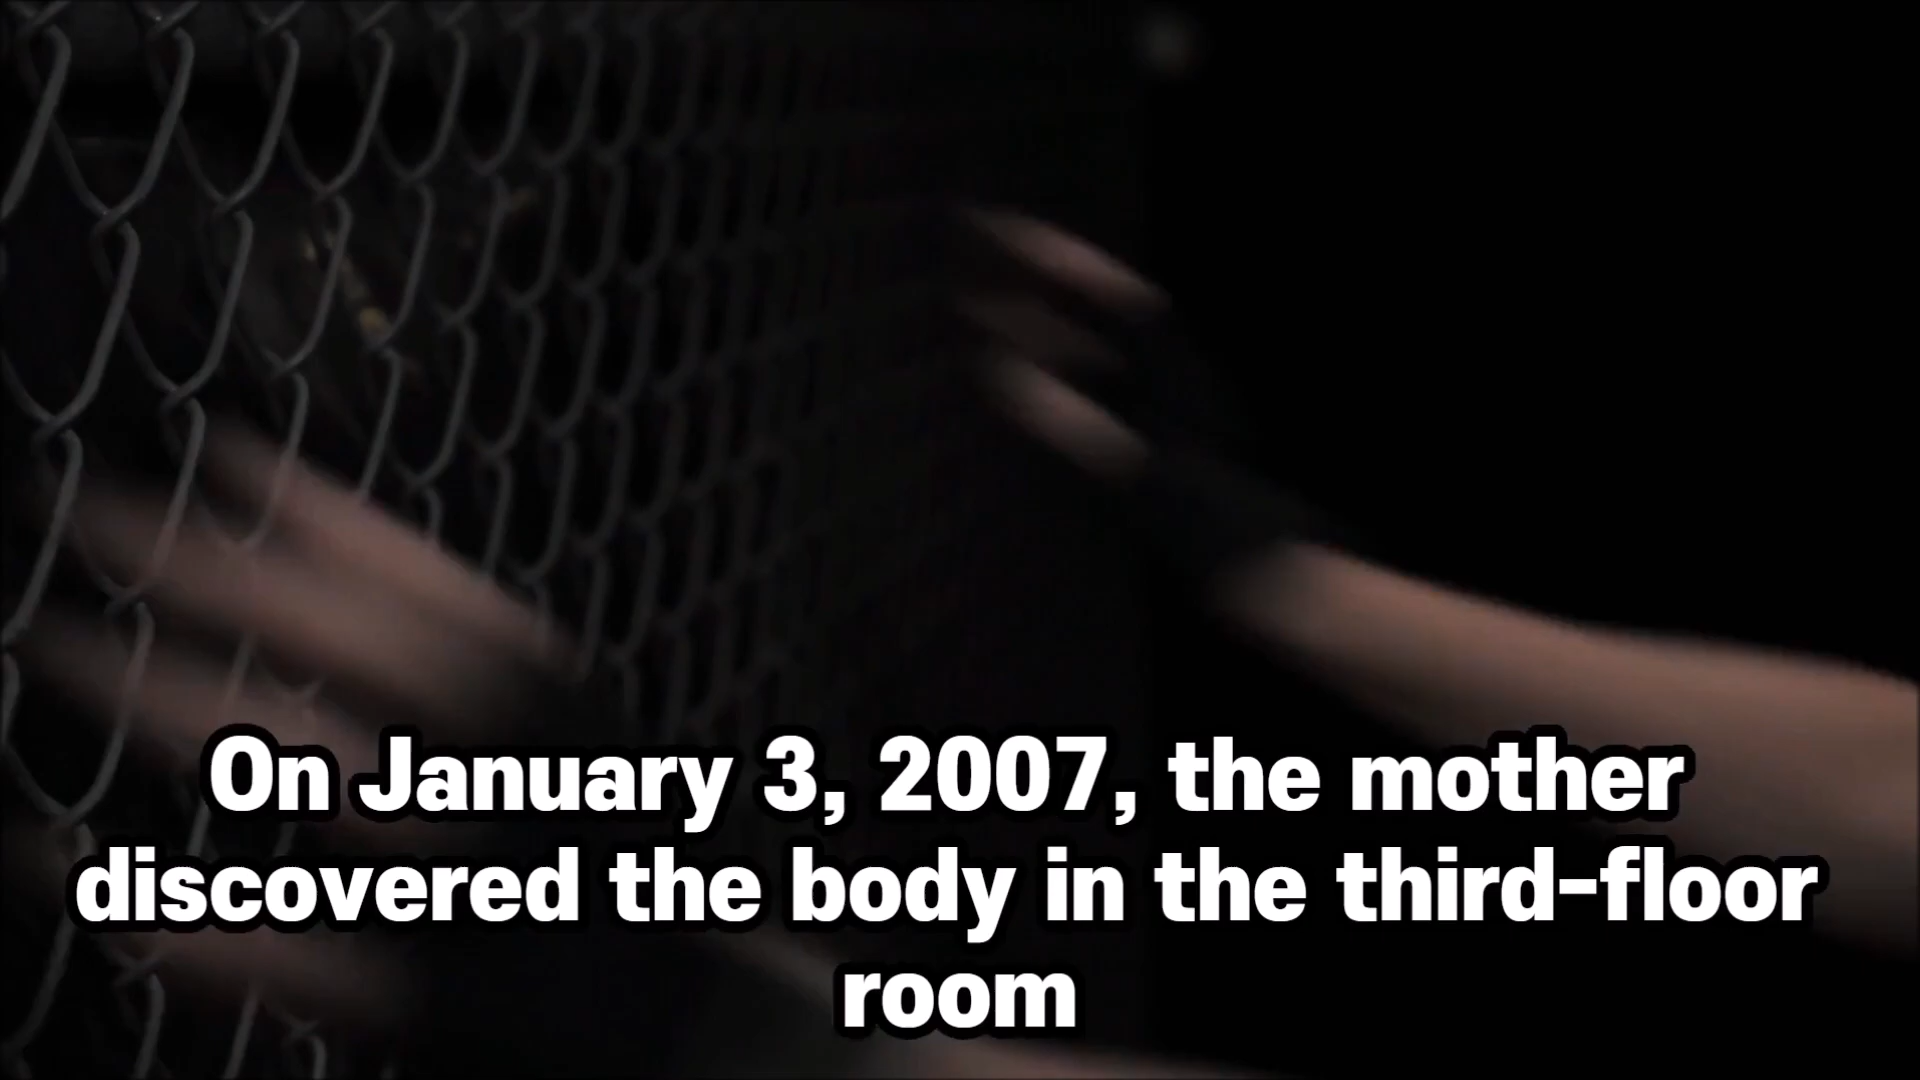 On January 3, 2007, the mother
discovered the body in the third-floor
room